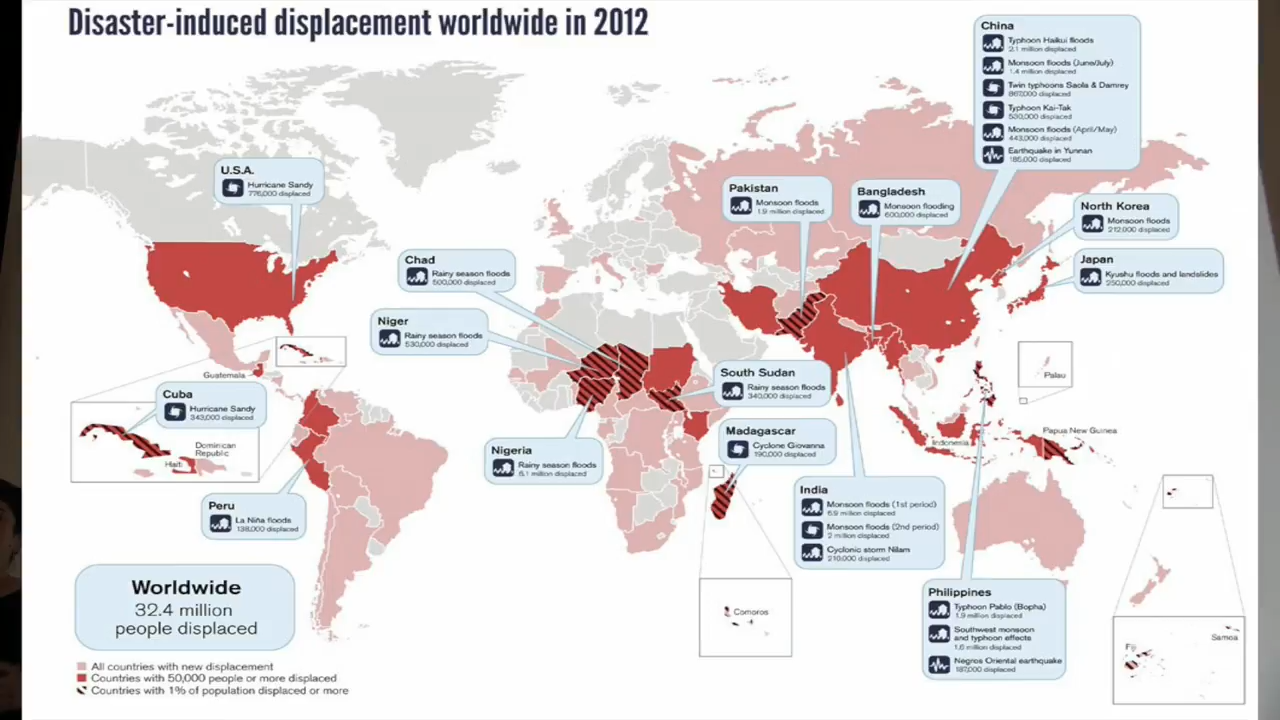 Disaster-induced displacement worldwide in 2012
China
Typhoon Haikui floods
2.1 million displaced
Monsoon floods (June/July)
1.4 million displaced
Twin typhoons Saola & Damrey
867,000 displaced
Typhoon Kai-Tak
530,000 displaced
Monsoon floods (April/May)
443,000 displaced
Earthquake in Yunnan
185,000 displaced
U.S.A.
Hurricane Sandy
776,000 displaced
Pakistan
Monsoon floods
1.9 million displaced
Bangladesh
Monsoon flooding
600,000 displaced
North Korea
Monsoon floods
212,000 displaced
Japan
Kyushu floods and landslides
250,000 displaced
Chad
Rainy season floods
500,000 displaced
Niger
Rainy season floods
530,000 displaced
Guatemala
Palau
South Sudan
Rainy season floods
340,000 displaced
Cuba
Hurricane Sandy
343,000 displaced
Dominican
Republic
Haiti
Madagascar
Cyclone Giovanna
190,000 displaced
Papua New Guinea
Indonesia
Nigeria
Rainy season floods
6.1 million displaced
Peru
La Niña floods
138,000 displaced
India
Monsoon floods (1st period)
6.9 million displaced
Monsoon floods (2nd period)
2 million displaced
Cyclonic storm Nilam
210,000 displaced
Worldwide
32.4 million
people displaced
Comoros
Philippines
Typhoon Pablo (Bopha)
1.9 million displaced
Southwest monsoon
and typhoon effects
1.6 million displaced
Negros Oriental earthquake
187,000 displaced
Samoa
Fiji
All countries with new displacement
Countries with 50,000 people or more displaced
Countries with 1% of population displaced or more